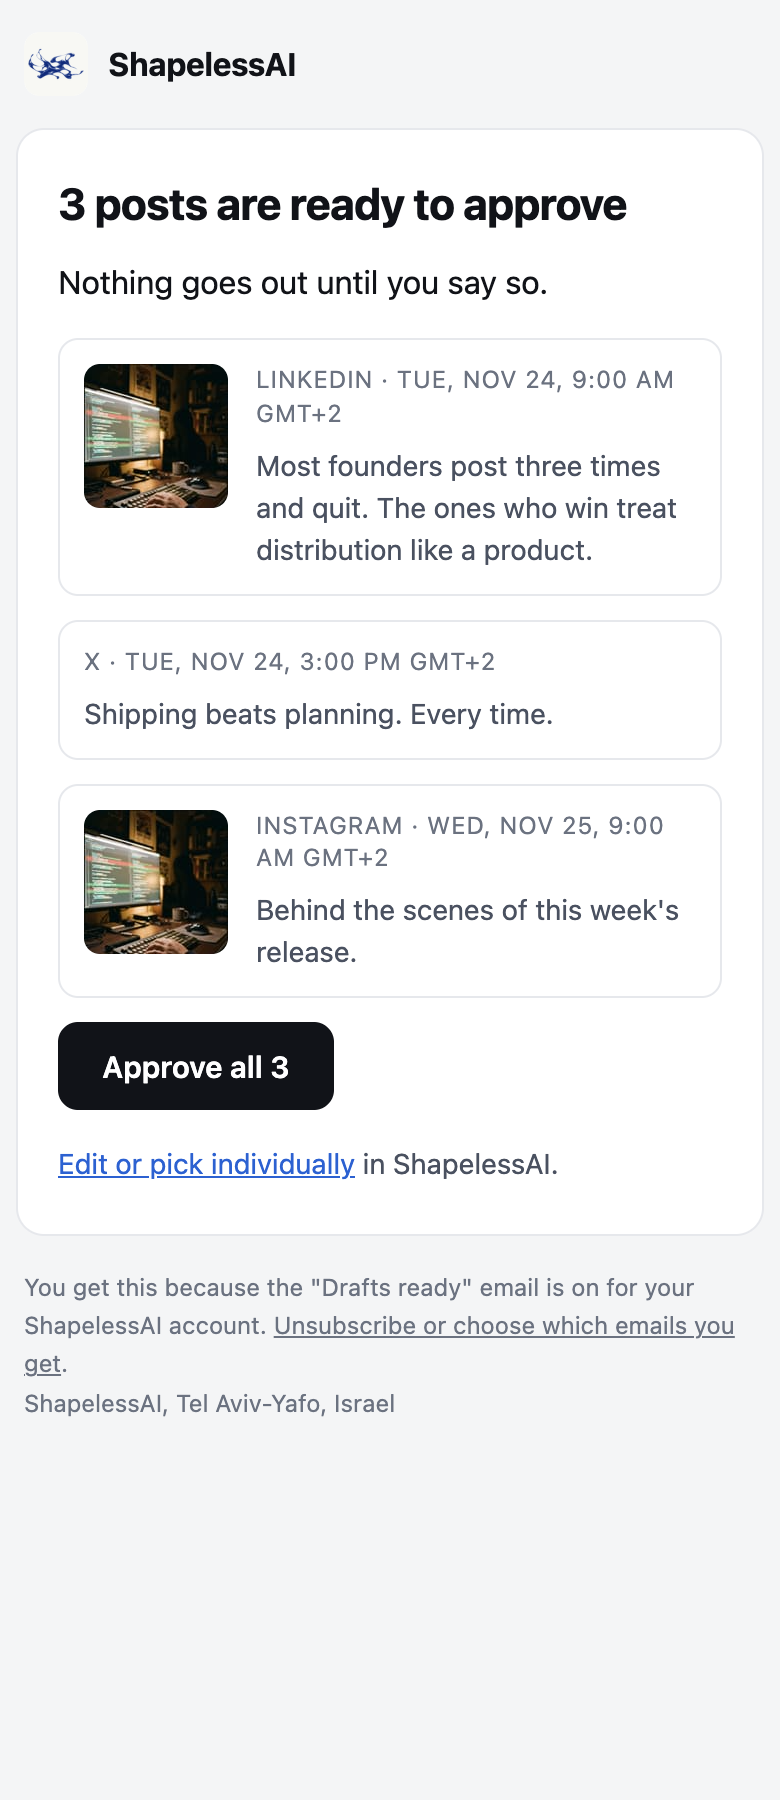 ShapelessAI
3 posts are ready to approve
Nothing goes out until you say so.
LINKEDIN · TUE, NOV 24, 9:00 AM
GMT+2
Most founders post three times
and quit. The ones who win treat
distribution like a product.
X · TUE, NOV 24, 3:00 PM GMT+2
Shipping beats planning. Every time.
INSTAGRAM · WED, NOV 25, 9:00
AM GMT+2
Behind the scenes of this week's
release.
Approve all 3
Edit or pick individually in ShapelessAI.
You get this because the "Drafts ready" email is on for your
ShapelessAI account. Unsubscribe or choose which emails you
get.
ShapelessAI, Tel Aviv-Yafo, Israel